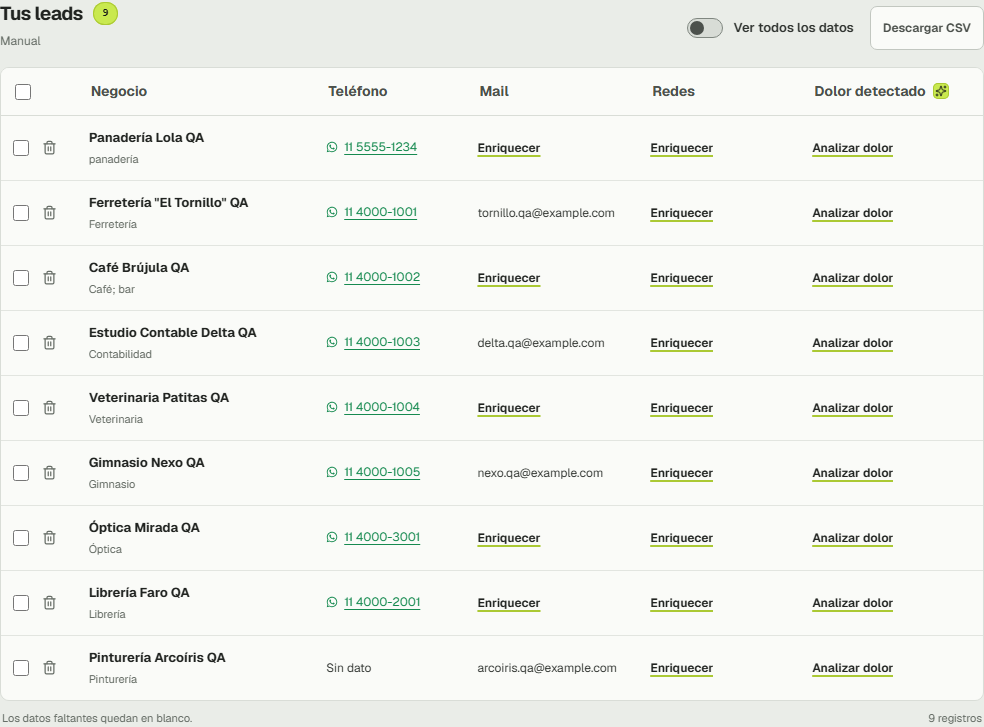 Tus leads 9
Manual
Ver todos los datos
Descargar CSV
Negocio Teléfono Mail Redes Dolor detectado
Panadería Lola QA
panadería
11 5555-1234 Enriquecer Enriquecer Analizar dolor
Ferretería "El Tornillo" QA
Ferretería
11 4000-1001 tornillo.qa@example.com Enriquecer Analizar dolor
Café Brújula QA
Café; bar
11 4000-1002 Enriquecer Enriquecer Analizar dolor
Estudio Contable Delta QA
Contabilidad
11 4000-1003 delta.qa@example.com Enriquecer Analizar dolor
Veterinaria Patitas QA
Veterinaria
11 4000-1004 Enriquecer Enriquecer Analizar dolor
Gimnasio Nexo QA
Gimnasio
11 4000-1005 nexo.qa@example.com Enriquecer Analizar dolor
Óptica Mirada QA
Óptica
11 4000-3001 Enriquecer Enriquecer Analizar dolor
Librería Faro QA
Librería
11 4000-2001 Enriquecer Enriquecer Analizar dolor
Pinturería Arcoíris QA
Pinturería
Sin dato arcoiris.qa@example.com Enriquecer Analizar dolor
Los datos faltantes quedan en blanco.
9 registros